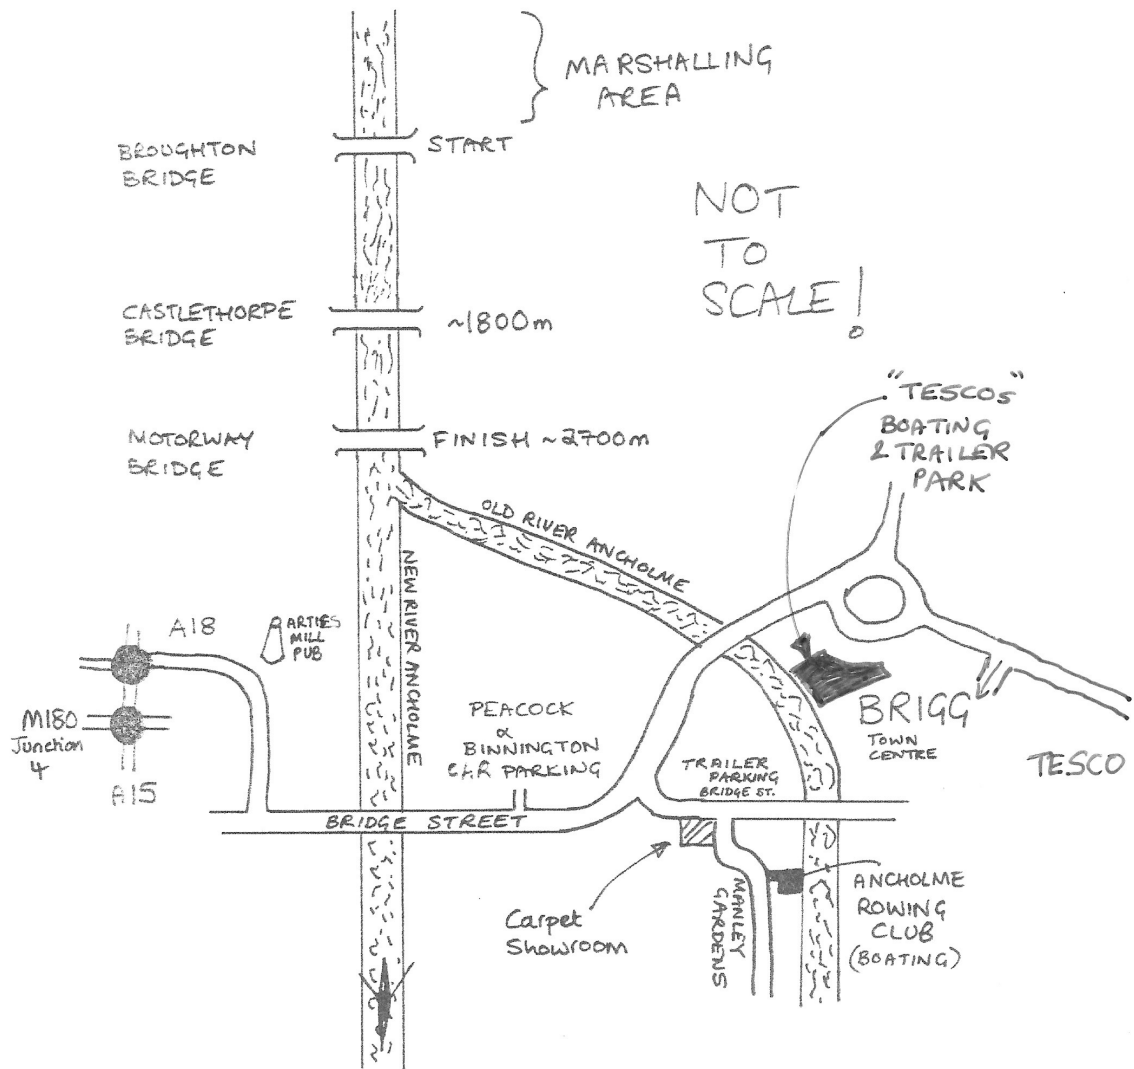 MARSHALLING
AREA
START
BROUGHTON
BRIDGE
NOT
TO
SCALE!
CASTLETHORPE
BRIDGE
~1800m
"TESCOS"
BOATING
& TRAILER
PARK
MOTORWAY
BRIDGE
FINISH ~2700m
OLD RIVER ANCHOLME
NEW RIVER ANCHOLME
A18
ARTIES
MILL
PUB
M180
Junction
4
A15
PEACOCK
&
BINNINGTON
CAR PARKING
BRIGG
TOWN
CENTRE
TESCO
TRAILER
PARKING
BRIDGE ST.
BRIDGE STREET
Carpet
Showroom
MANLEY
GARDENS
ANCHOLME
ROWING
CLUB
(BOATING)